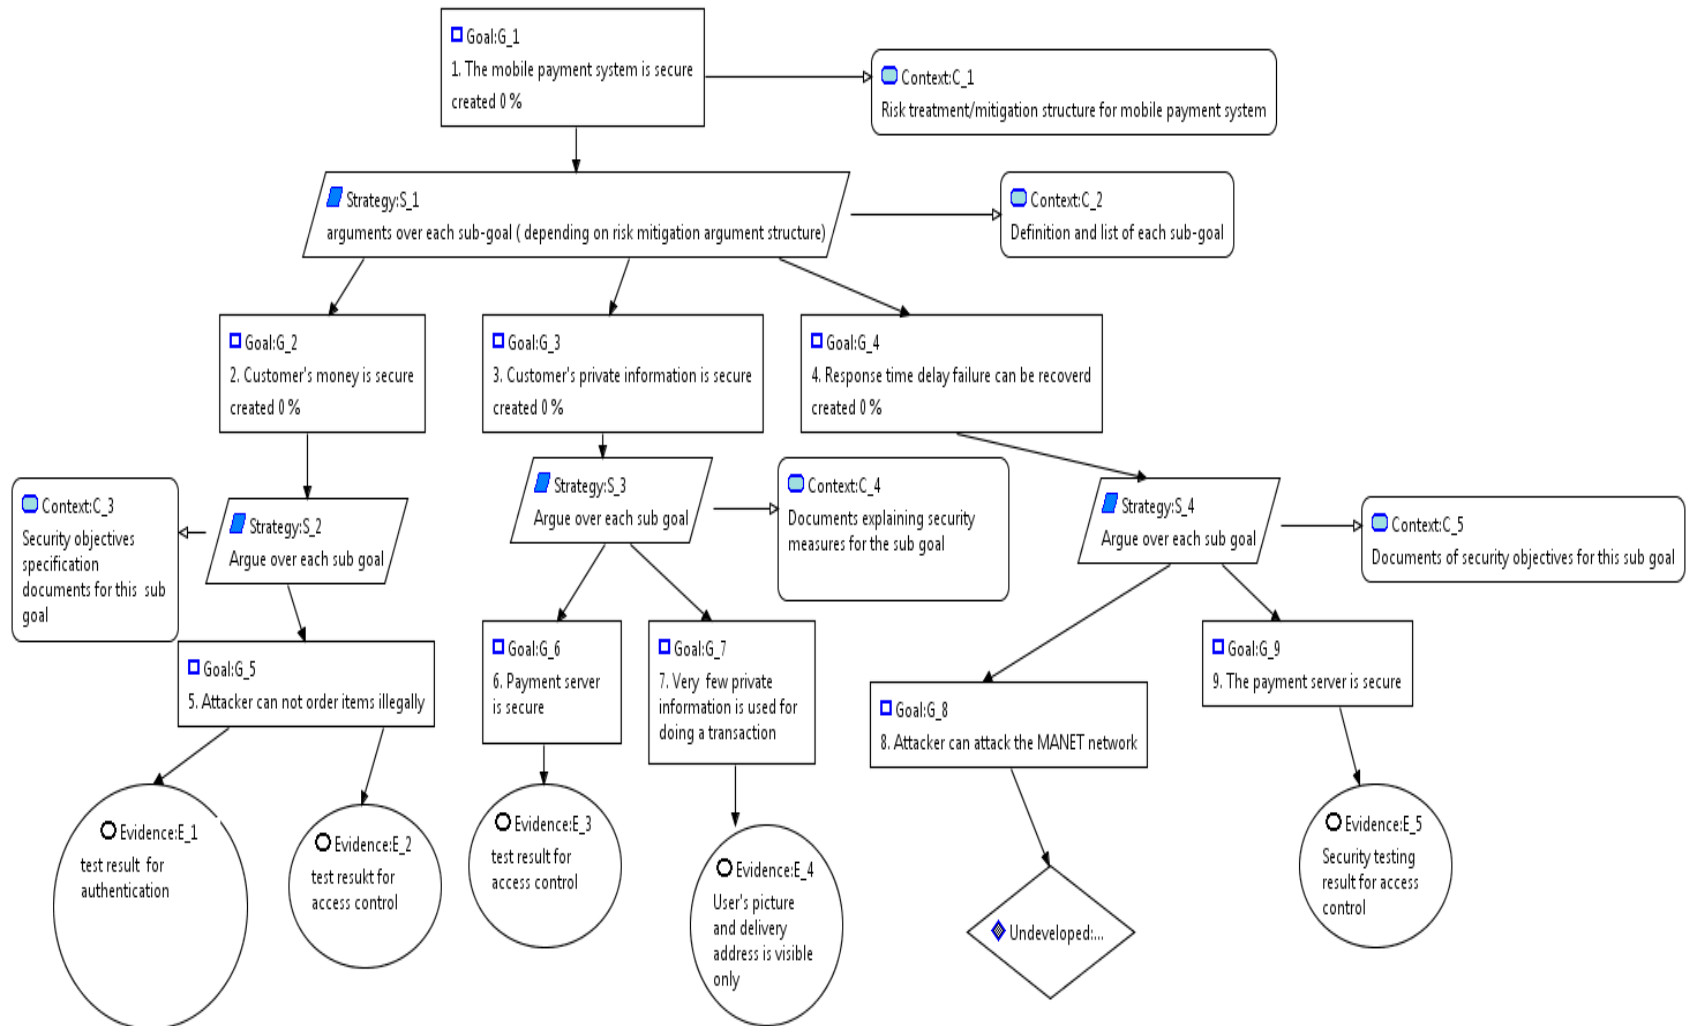 Goal:G_1
1. The mobile payment system is secure
created 0 %
Context:C_1
Risk treatment/mitigation structure for mobile payment system
Strategy:S_1
arguments over each sub-goal ( depending on risk mitigation argument structure)
Context:C_2
Definition and list of each sub-goal
Goal:G_2
2. Customer's money is secure
created 0 %
Goal:G_3
3. Customer's private information is secure
created 0 %
Goal:G_4
4. Response time delay failure can be recoverd
created 0 %
Context:C_3
Security objectives
specification
documents for this sub
goal
Strategy:S_2
Argue over each sub goal
Strategy:S_3
Argue over each sub goal
Context:C_4
Documents explaining security
measures for the sub goal
Strategy:S_4
Argue over each sub goal
Context:C_5
Documents of security objectives for this sub goal
Goal:G_5
5. Attacker can not order items illegally
Goal:G_6
6. Payment server
is secure
Goal:G_7
7. Very few private
information is used for
doing a transaction
Goal:G_8
8. Attacker can attack the MANET network
Goal:G_9
9. The payment server is secure
Evidence:E_1
test result for
authentication
Evidence:E_2
test resukt for
access control
Evidence:E_3
test result for
access control
Evidence:E_4
User's picture
and delivery
address is visible
only
Undeveloped:...
Evidence:E_5
Security testing
result for access
control